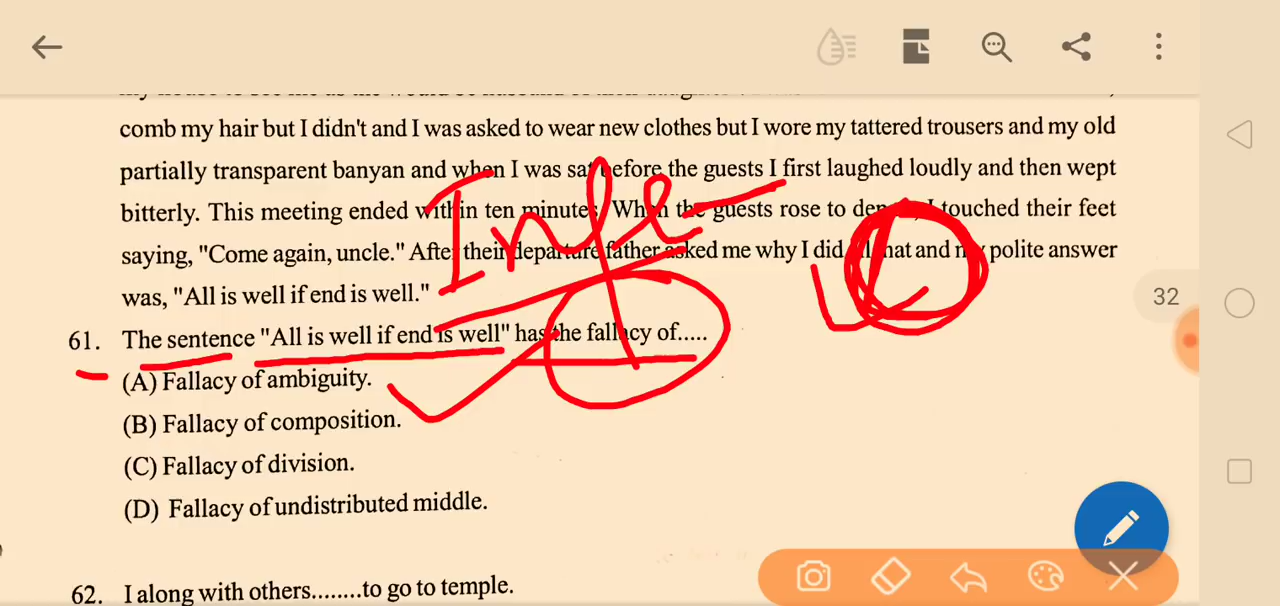 comb my hair but I didn't and I was asked to wear new clothes but I wore my tattered trousers and my old
partially transparent banyan and when I was sat before the guests I first laughed loudly and then wept
bitterly. This meeting ended within ten minutes. When the guests rose to depart, I touched their feet
saying, "Come again, uncle." After their departure father asked me why I did all that and my polite answer
was, "All is well if end is well."
Infe
32
61. The sentence "All is well if end is well" has the fallacy of.....
(A) Fallacy of ambiguity.
(B) Fallacy of composition.
(C) Fallacy of division.
(D) Fallacy of undistributed middle.
62. I along with others........to go to temple.